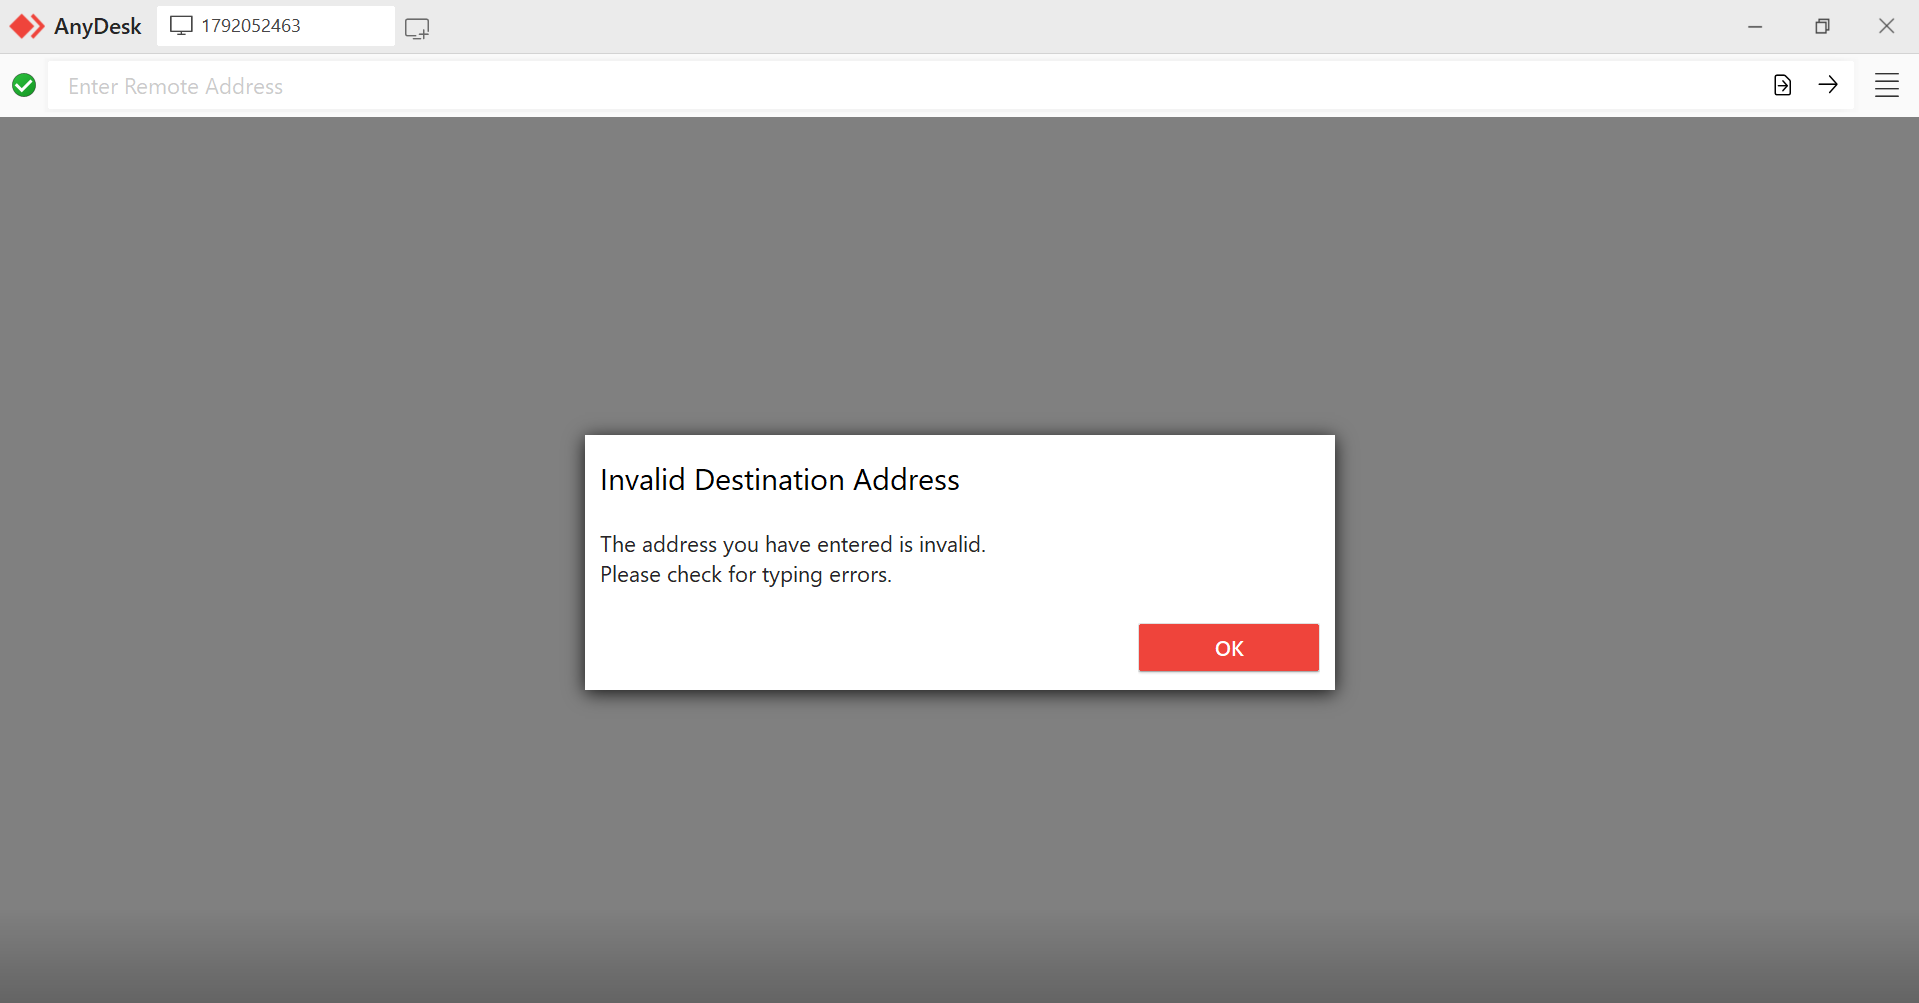 AnyDesk
1792052463
Enter Remote Address
Invalid Destination Address
The address you have entered is invalid.
Please check for typing errors.
OK